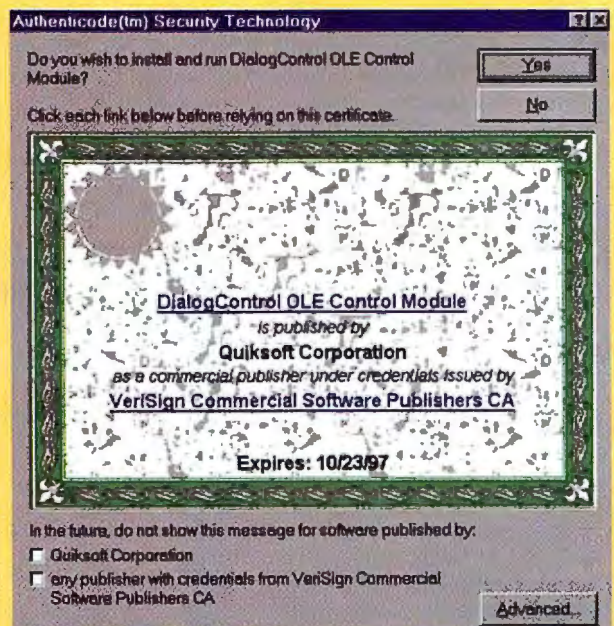 Authenticode(tm) Security Technology
Do you wish to install and run DialogControl OLE Control
Module?
Yes
No
Click each link below before relying on this certificate.
DialogControl OLE Control Module
is published by
Quiksoft Corporation
as a commercial publisher under credentials issued by
VeriSign Commercial Software Publishers CA
Expires: 10/23/97
In the future, do not show this message for software published by:
Quiksoft Corporation
any publisher with credentials from VeriSign Commercial
Software Publishers CA
Advanced...